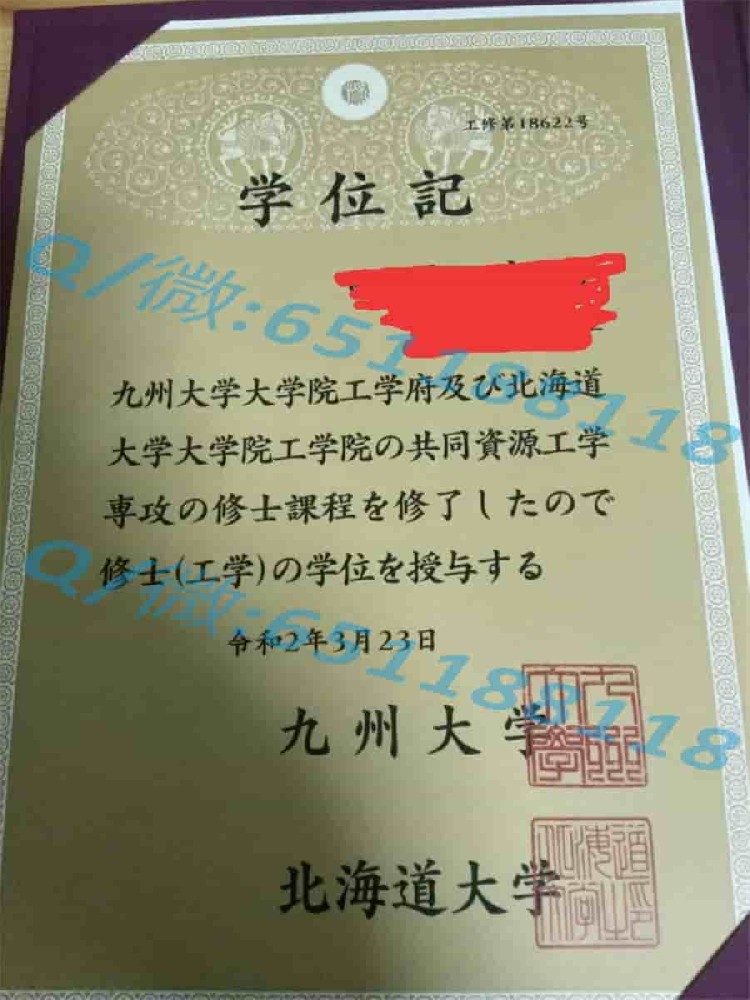 工修第18622号
学位記
Q/微:651188118
九州大学大学院工学府及び北海道
大学大学院工学院の共同資源工学
専攻の修士課程を修了したので
修士(工学)の学位を授与する
Q/微:651188118
令和2年3月23日
九州大学
北海道大学